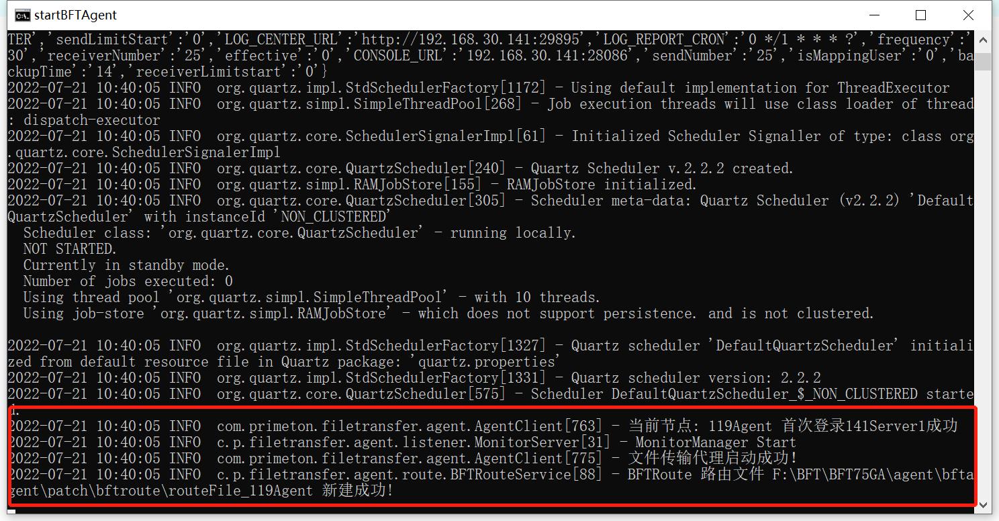 startBFTAgent
TER','sendLimitStart':'0','LOG_CENTER_URL':'http://192.168.30.141:29895','LOG_REPORT_CRON':'0 */1 * * * ?','frequency':'
30','receiverNumber':'25','effective':'0','CONSOLE_URL':'192.168.30.141:28086','sendNumber':'25','isMappingUser':'0','ba
ckupTime':'14','receiverLimitstart':'0'}
2022-07-21 10:40:05 INFO  org.quartz.impl.StdSchedulerFactory[1172] - Using default implementation for ThreadExecutor
2022-07-21 10:40:05 INFO  org.quartz.simpl.SimpleThreadPool[268] - Job execution threads will use class loader of thread
: dispatch-executor
2022-07-21 10:40:05 INFO  org.quartz.core.SchedulerSignalerImpl[61] - Initialized Scheduler Signaller of type: class org
.quartz.core.SchedulerSignalerImpl
2022-07-21 10:40:05 INFO  org.quartz.core.QuartzScheduler[240] - Quartz Scheduler v.2.2.2 created.
2022-07-21 10:40:05 INFO  org.quartz.simpl.RAMJobStore[155] - RAMJobStore initialized.
2022-07-21 10:40:05 INFO  org.quartz.core.QuartzScheduler[305] - Scheduler meta-data: Quartz Scheduler (v2.2.2) 'Default
QuartzScheduler' with instanceId 'NON_CLUSTERED'
  Scheduler class: 'org.quartz.core.QuartzScheduler' - running locally.
  NOT STARTED.
  Currently in standby mode.
  Number of jobs executed: 0
  Using thread pool 'org.quartz.simpl.SimpleThreadPool' - with 10 threads.
  Using job-store 'org.quartz.simpl.RAMJobStore' - which does not support persistence. and is not clustered.
2022-07-21 10:40:05 INFO  org.quartz.impl.StdSchedulerFactory[1327] - Quartz scheduler 'DefaultQuartzScheduler' initiali
zed from default resource file in Quartz package: 'quartz.properties'
2022-07-21 10:40:05 INFO  org.quartz.impl.StdSchedulerFactory[1331] - Quartz scheduler version: 2.2.2
2022-07-21 10:40:05 INFO  org.quartz.core.QuartzScheduler[575] - Scheduler DefaultQuartzScheduler_$_NON_CLUSTERED starte
d.
2022-07-21 10:40:05 INFO  com.primeton.filetransfer.agent.AgentClient[763] - 当前节点: 119Agent 首次登录141Server1成功
2022-07-21 10:40:05 INFO  c.p.filetransfer.agent.listener.MonitorServer[31] - MonitorManager Start
2022-07-21 10:40:05 INFO  com.primeton.filetransfer.agent.AgentClient[775] - 文件传输代理启动成功!
2022-07-21 10:40:05 INFO  c.p.filetransfer.agent.route.BFTRouteService[88] - BFTRoute 路由文件 F:\BFT\BFT75GA\agent\bfta
gent\patch\bftroute\routeFile_119Agent 新建成功!